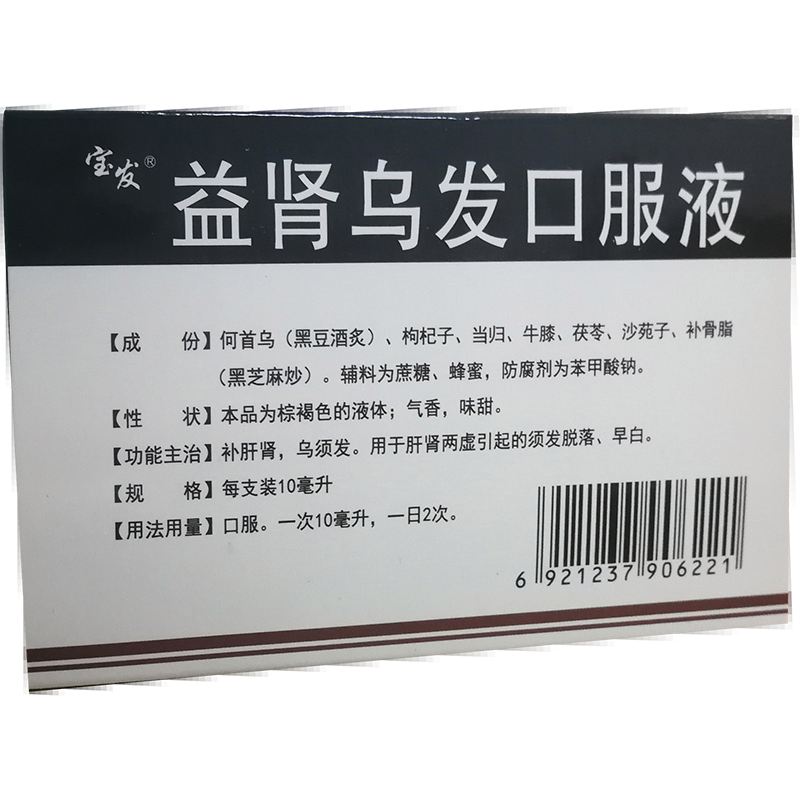 宝发®
益肾乌发口服液
【成 份】何首乌（黑豆酒炙）、枸杞子、当归、牛膝、茯苓、沙苑子、补骨脂
（黑芝麻炒）。辅料为蔗糖、蜂蜜，防腐剂为苯甲酸钠。
【性 状】本品为棕褐色的液体；气香，味甜。
【功能主治】补肝肾，乌须发。用于肝肾两虚引起的须发脱落、早白。
【规 格】每支装10毫升
【用法用量】口服。一次10毫升，一日2次。
6 921237 906221